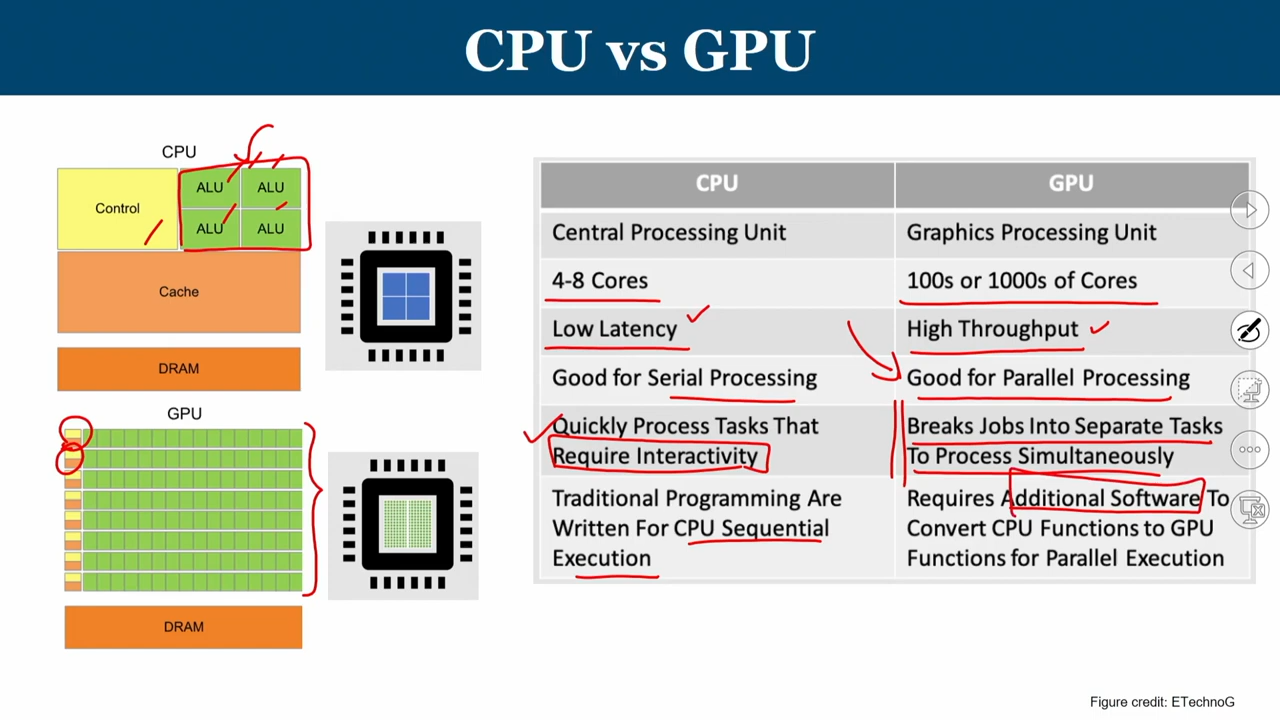 CPU vs GPU
CPU
Control
ALU
ALU
ALU
ALU
Cache
DRAM
GPU
DRAM
CPU
GPU
Central Processing Unit
Graphics Processing Unit
4-8 Cores
100s or 1000s of Cores
Low Latency
High Throughput
Good for Serial Processing
Good for Parallel Processing
Quickly Process Tasks That
Require Interactivity
Breaks Jobs Into Separate Tasks
To Process Simultaneously
Traditional Programming Are
Written For CPU Sequential
Execution
Requires Additional Software To
Convert CPU Functions to GPU
Functions for Parallel Execution
Figure credit: ETechnoG